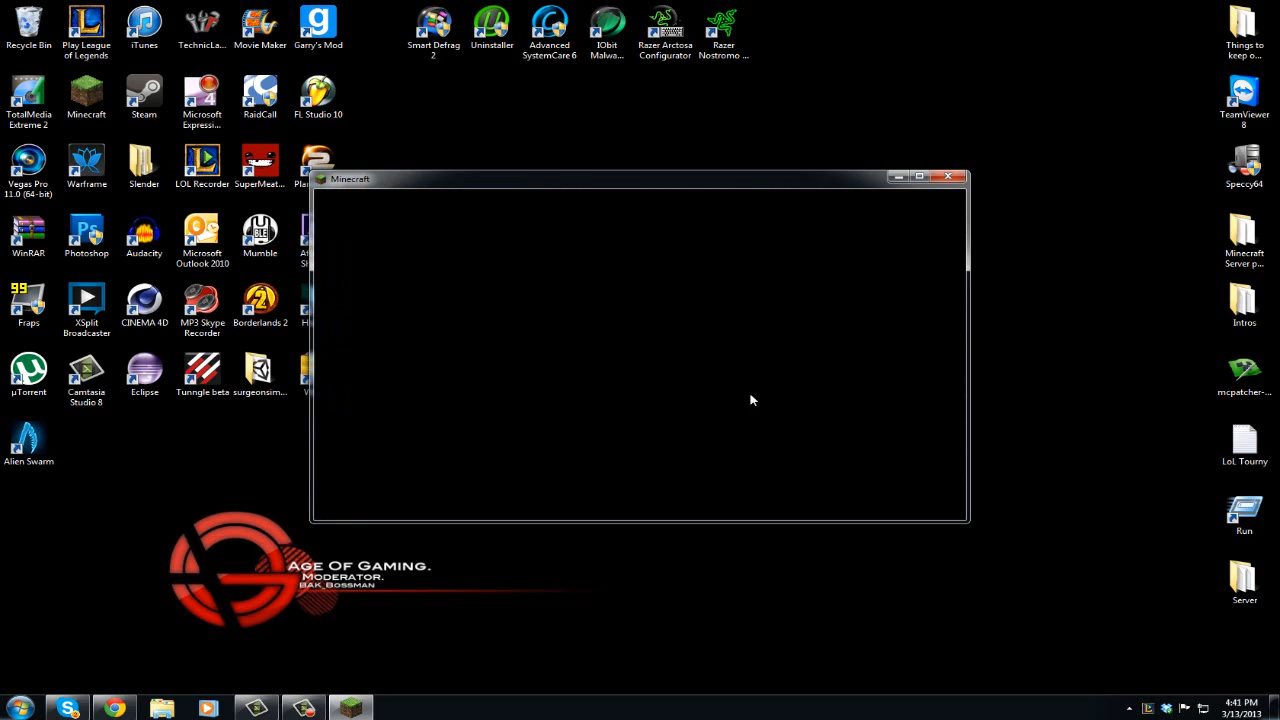 Recycle Bin
Play League
of Legends
iTunes
TechnicLa...
Movie Maker
Garry's Mod
Smart Defrag
2
Uninstaller
Advanced
SystemCare 6
IObit
Malwa...
Razer Arctosa
Configurator
Razer
Nostromo ...
Things to
keep o...
TotalMedia
Extreme 2
Minecraft
Steam
Microsoft
Expressi...
RaidCall
FL Studio 10
TeamViewer
8
Vegas Pro
11.0 (64-bit)
Warframe
Slender
LOL Recorder
SuperMeat...
Speccy64
Minecraft
WinRAR
Photoshop
Audacity
Microsoft
Outlook 2010
Mumble
Minecraft
Server p...
99
Fraps
XSplit
Broadcaster
CINEMA 4D
MP3 Skype
Recorder
Borderlands 2
Intros
µTorrent
Camtasia
Studio 8
Eclipse
Tunngle beta
surgeonsim...
mcpatcher-...
Alien Swarm
LoL Tourny
Run
Age Of Gaming.
Moderator.
BAK_Bossman
Server
4:41 PM
3/13/2013